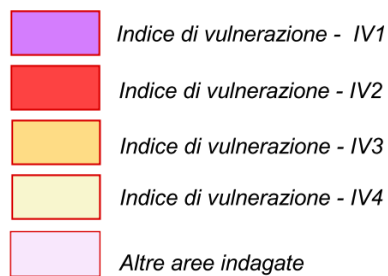 Indice di vulnerazione - IV1
Indice di vulnerazione - IV2
Indice di vulnerazione - IV3
Indice di vulnerazione - IV4
Altre aree indagate